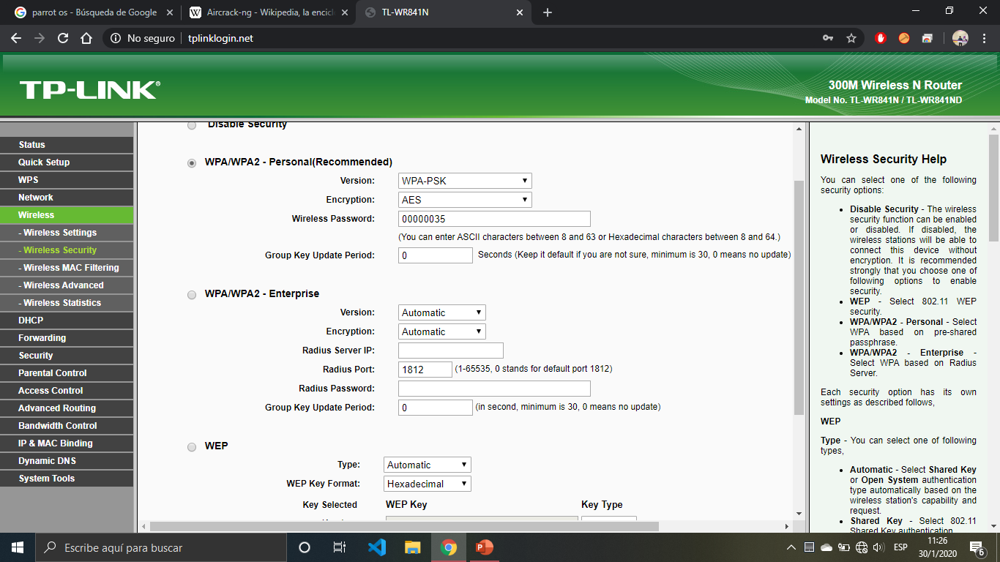 parrot os - Búsqueda de Google
Aircrack-ng - Wikipedia, la encicl
TL-WR841N
No seguro
tplinklogin.net
TP-LINK®
300M Wireless N Router
Model No. TL-WR841N / TL-WR841ND
Status
Quick Setup
WPS
Network
Wireless
- Wireless Settings
- Wireless Security
- Wireless MAC Filtering
- Wireless Advanced
- Wireless Statistics
DHCP
Forwarding
Security
Parental Control
Access Control
Advanced Routing
Bandwidth Control
IP & MAC Binding
Dynamic DNS
System Tools
Disable Security
WPA/WPA2 - Personal(Recommended)
Version: WPA-PSK
Encryption: AES
Wireless Password: 00000035
(You can enter ASCII characters between 8 and 63 or Hexadecimal characters between 8 and 64.)
Group Key Update Period: 0 Seconds (Keep it default if you are not sure, minimum is 30, 0 means no update)
WPA/WPA2 - Enterprise
Version: Automatic
Encryption: Automatic
Radius Server IP:
Radius Port: 1812 (1-65535, 0 stands for default port 1812)
Radius Password:
Group Key Update Period: 0 (in second, minimum is 30, 0 means no update)
WEP
Type: Automatic
WEP Key Format: Hexadecimal
Key Selected WEP Key Key Type
Wireless Security Help
You can select one of the following
security options:
Disable Security - The wireless
security function can be enabled
or disabled. If disabled, the
wireless stations will be able to
connect this device without
encryption. It is recommended
strongly that you choose one of
following options to enable
security.
WEP - Select 802.11 WEP
security.
WPA/WPA2 - Personal - Select
WPA based on pre-shared
passphrase.
WPA/WPA2 - Enterprise -
Select WPA based on Radius
Server.
Each security option has its own
settings as described follows,
WEP
Type - You can select one of following
types,
Automatic - Select Shared Key
or Open System authentication
type automatically based on the
wireless station's capability and
request.
Shared Key - Select 802.11
Shared Key authentication
Escribe aquí para buscar
ESP
11:26
30/1/2020
6